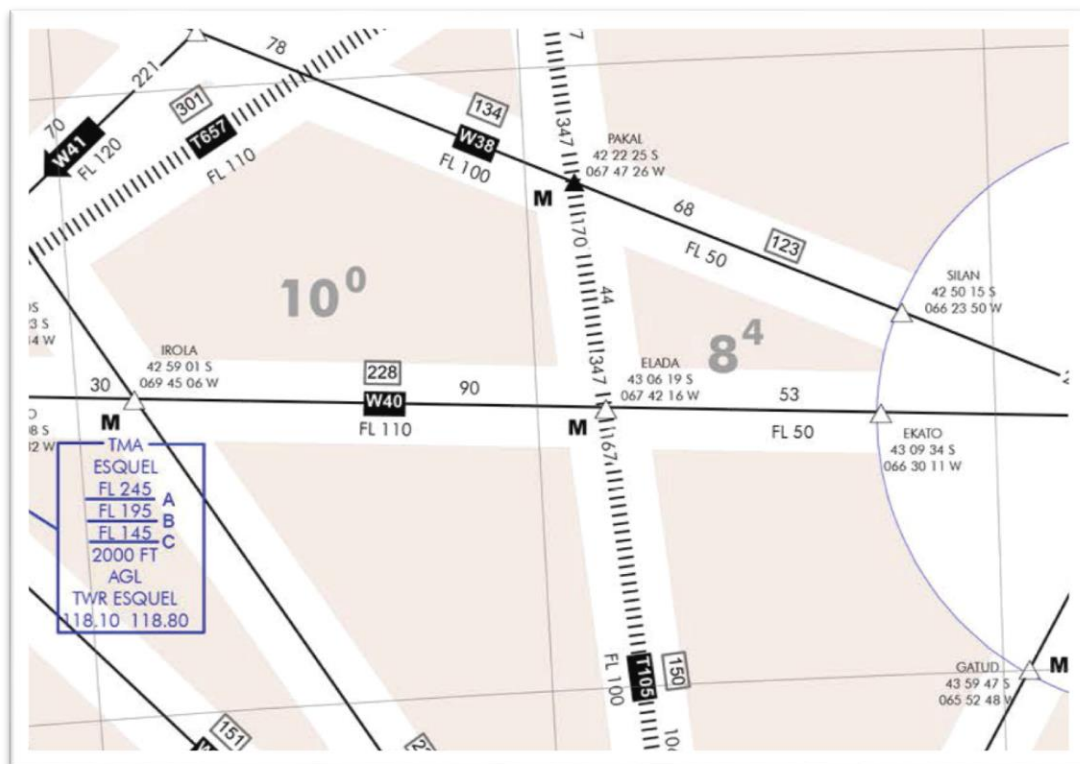 78
221
70
W41
FL 120
301
T657
FL 110
134
W38
FL 100
7
347
PAKAL
42 22 25 S
067 47 26 W
M
170
68
123
FL 50
44
SILAN
42 50 15 S
066 23 50 W
10⁰
8⁴
3 S
4 W
IROLA
42 59 01 S
069 45 06 W
30
M
228
W40
90
FL 110
347
ELADA
43 06 19 S
067 42 16 W
M
167
53
FL 50
EKATO
43 09 34 S
066 30 11 W
8 S
2 W
TMA
ESQUEL
FL 245
A
FL 195
B
FL 145
C
2000 FT
AGL
TWR ESQUEL
118.10 118.80
GATUD
43 59 47 S
065 52 48 W
M
FL 100
T105
150
151